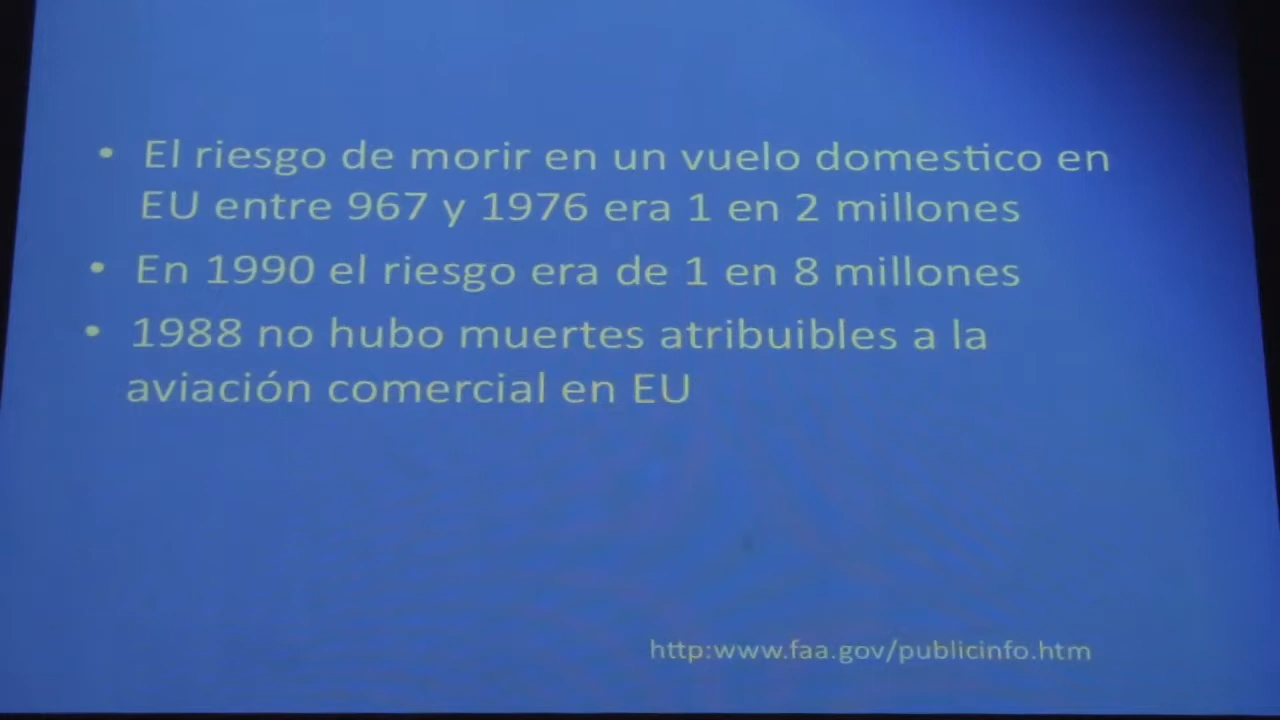 • El riesgo de morir en un vuelo domestico en
EU entre 967 y 1976 era 1 en 2 millones
• En 1990 el riesgo era de 1 en 8 millones
• 1988 no hubo muertes atribuibles a la
aviación comercial en EU
http:www.faa.gov/publicinfo.htm